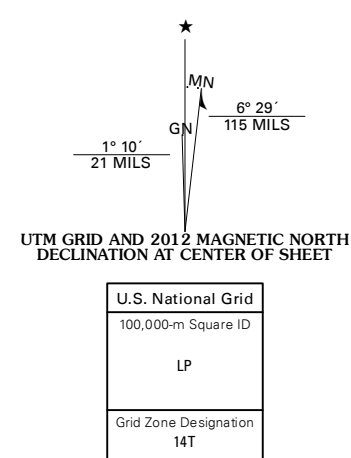 ★
MN
GN
6° 29´
115 MILS
1° 10´
21 MILS
UTM GRID AND 2012 MAGNETIC NORTH
DECLINATION AT CENTER OF SHEET
U.S. National Grid
100,000-m Square ID
LP
Grid Zone Designation
14T